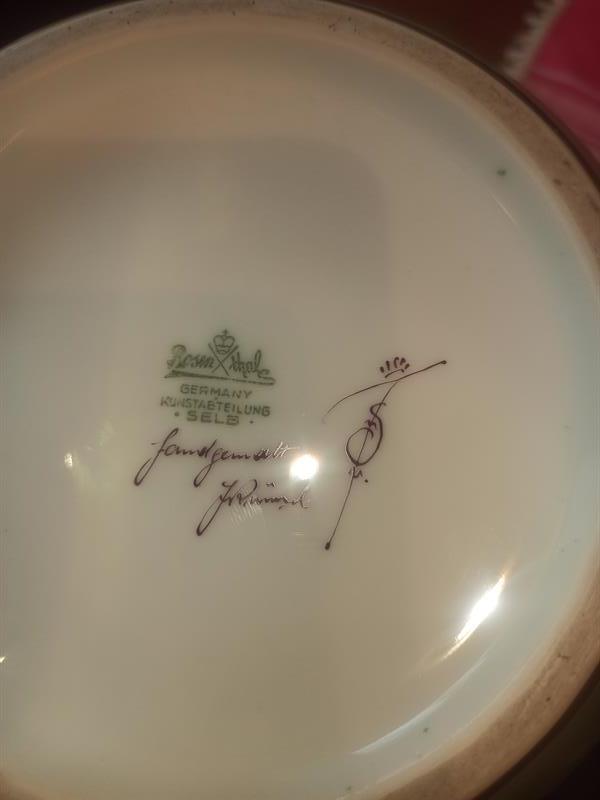 Rosenthal
GERMANY
KUNSTABTEILUNG
· SELB ·
Handgemalt